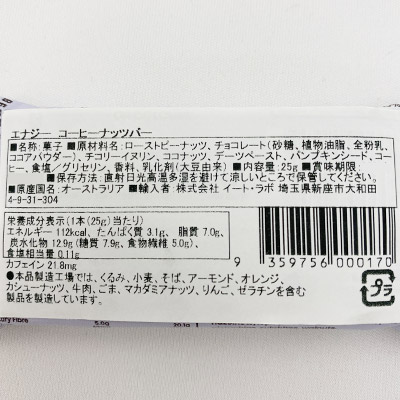 エナジー コーヒーナッツバー
■名称:菓子 ■原材料名:ローストピーナッツ、チョコレート(砂糖、植物油脂、全粉乳、
ココアパウダー)、チコリーイヌリン、ココナッツ、デーツペースト、パンプキンシード、コー
ヒー、食塩/グリセリン、香料、乳化剤(大豆由来) ■内容量:25g ■賞味期限:
■保存方法:直射日光高温多湿を避けて涼しいところで保管してください。
■原産国名:オーストラリア ■輸入者:株式会社 イート・ラボ 埼玉県新座市大和田
4-9-31-304
栄養成分表示(1本(25g)当たり)
エネルギー 112kcal、たんぱく質 3.1g、 脂質 7.0g、
炭水化物 12.9g(糖質 7.9g、食物繊維 5.0g)、
食塩相当量 0.11g
カフェイン 21.8mg
●本品製造工場では、くるみ、小麦、そば、アーモンド、オレンジ、
カシューナッツ、牛肉、ごま、マカダミアナッツ、りんご、ゼラチンを含む
製品を製造しています。
9 359756 000170
プラ